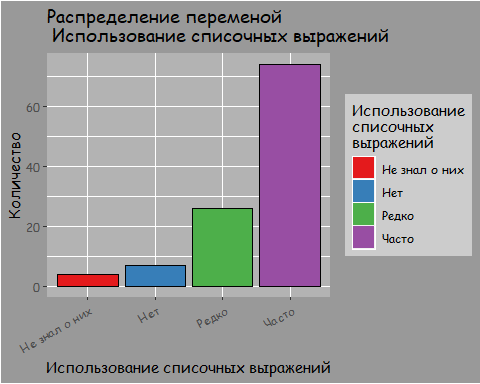 Распределение переменой
Использование списочных выражений
Количество
60
40
20
0
Не знал о них
Нет
Редко
Часто
Использование списочных выражений
Использование
списочных
выражений
Не знал о них
Нет
Редко
Часто